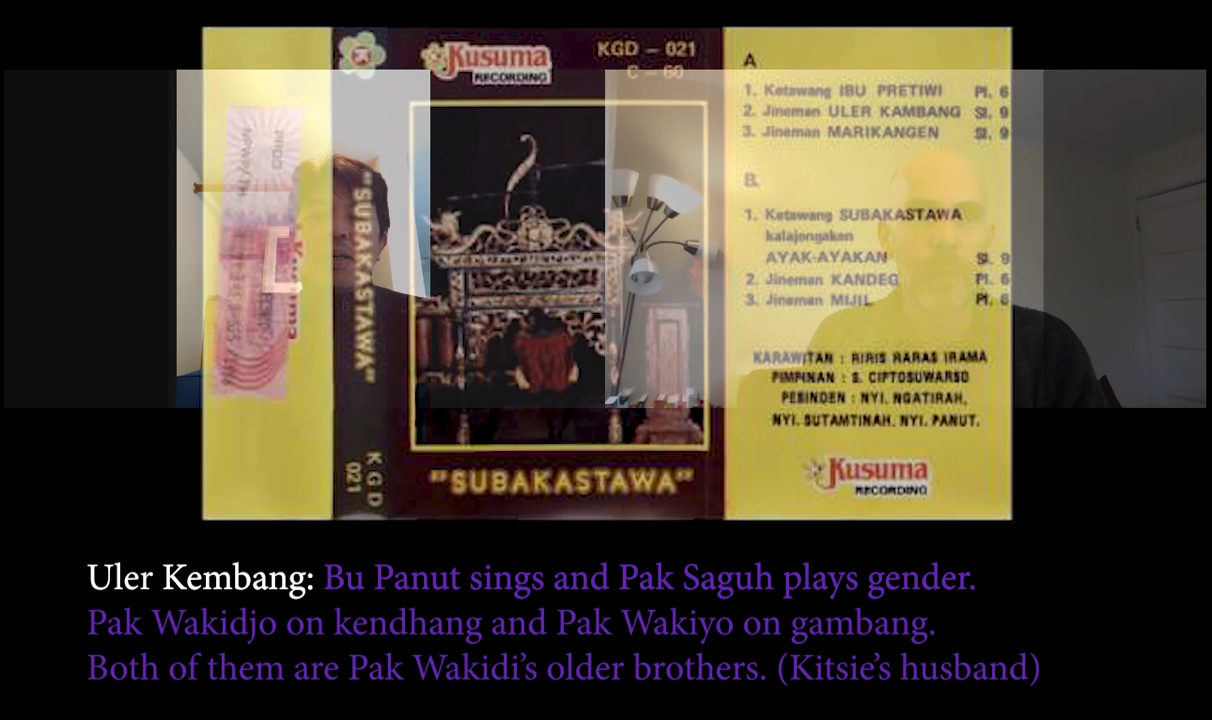 Kusuma
RECORDING
KGD – 021
C – 60
"SUBAKASTAWA"
K G D
021
"SUBAKASTAWA"
A
1. Ketawang IBU PRETIWI Pl. 6
2. Jineman ULER KAMBANG Sl. 9
3. Jineman MARIKANGEN Sl. 9
B.
1. Ketawang SUBAKASTAWA
kalajengaken
AYAK-AYAKAN Sl. 9
2. Jineman KANDEG Pl. 6
3. Jineman MIJIL Pl. 6
KARAWITAN : RIRIS RARAS IRAMA
PIMPINAN : S. CIPTOSUWARSO
PESINDEN : NYI. NGATIRAH,
NYI. SUTAMTINAH, NYI. PANUT.
Kusuma
RECORDING
Uler Kembang: Bu Panut sings and Pak Saguh plays gender.
Pak Wakidjo on kendhang and Pak Wakiyo on gambang.
Both of them are Pak Wakidi’s older brothers. (Kitsie’s husband)